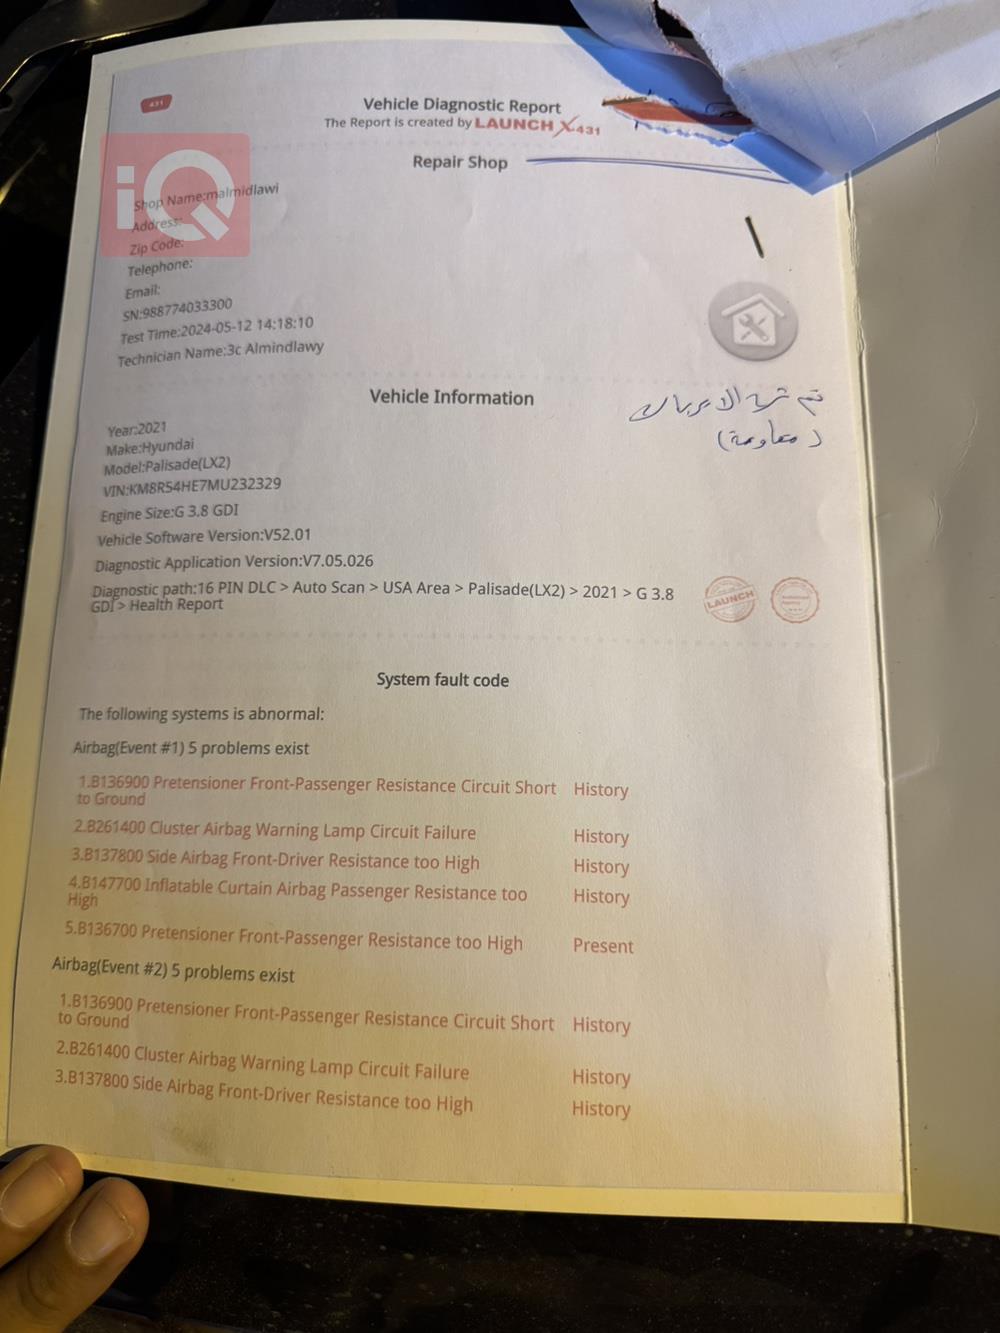 431
Vehicle Diagnostic Report
The Report is created by LAUNCH X431
Repair Shop
iQ
Shop Name:malmidlawi
Address:
Zip Code:
Telephone:
Email:
SN:988774033300
Test Time:2024-05-12 14:18:10
Technician Name:3c Almindlawy
Vehicle Information
تم شرح الايرباك
(مقاومة)
Year:2021
Make:Hyundai
Model:Palisade(LX2)
VIN:KM8R54HE7MU232329
Engine Size:G 3.8 GDI
Vehicle Software Version:V52.01
Diagnostic Application Version:V7.05.026
Diagnostic path:16 PIN DLC > Auto Scan > USA Area > Palisade(LX2) > 2021 > G 3.8
GDI > Health Report
LAUNCH
System fault code
The following systems is abnormal:
Airbag(Event #1) 5 problems exist
1.B136900 Pretensioner Front-Passenger Resistance Circuit Short History
to Ground
2.B261400 Cluster Airbag Warning Lamp Circuit Failure History
3.B137800 Side Airbag Front-Driver Resistance too High History
4.B147700 Inflatable Curtain Airbag Passenger Resistance too History
High
5.B136700 Pretensioner Front-Passenger Resistance too High Present
Airbag(Event #2) 5 problems exist
1.B136900 Pretensioner Front-Passenger Resistance Circuit Short History
to Ground
2.B261400 Cluster Airbag Warning Lamp Circuit Failure History
3.B137800 Side Airbag Front-Driver Resistance too High History